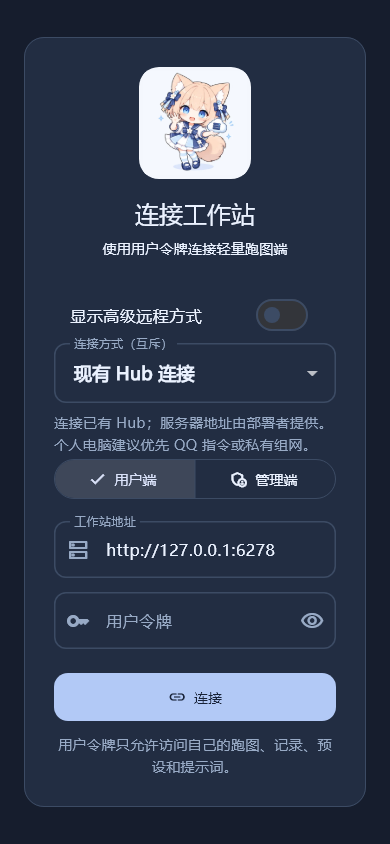 连接工作站
使用用户令牌连接轻量跑图端
显示高级远程方式
连接方式（互斥）
现有 Hub 连接
连接已有 Hub；服务器地址由部署者提供。
个人电脑建议优先 QQ 指令或私有组网。
用户端
管理端
工作站地址
http://127.0.0.1:6278
用户令牌
连接
用户令牌只允许访问自己的跑图、记录、预
设和提示词。